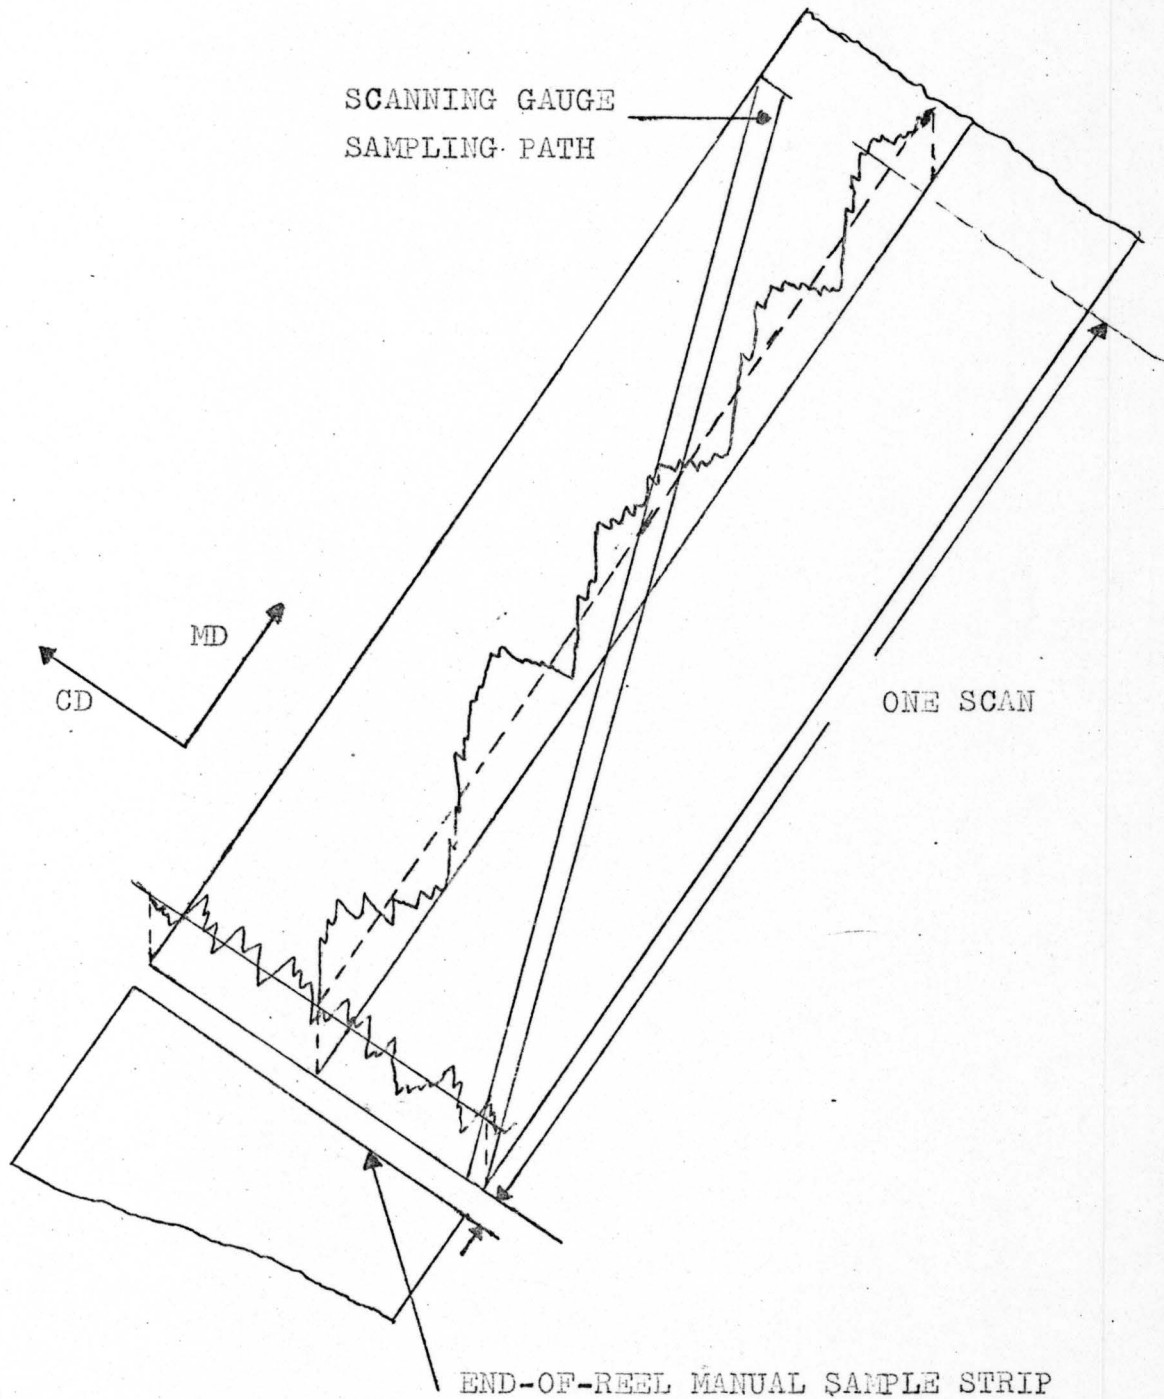 SCANNING GAUGE
SAMPLING PATH
MD
CD
ONE SCAN
END-OF-REEL MANUAL SAMPLE STRIP